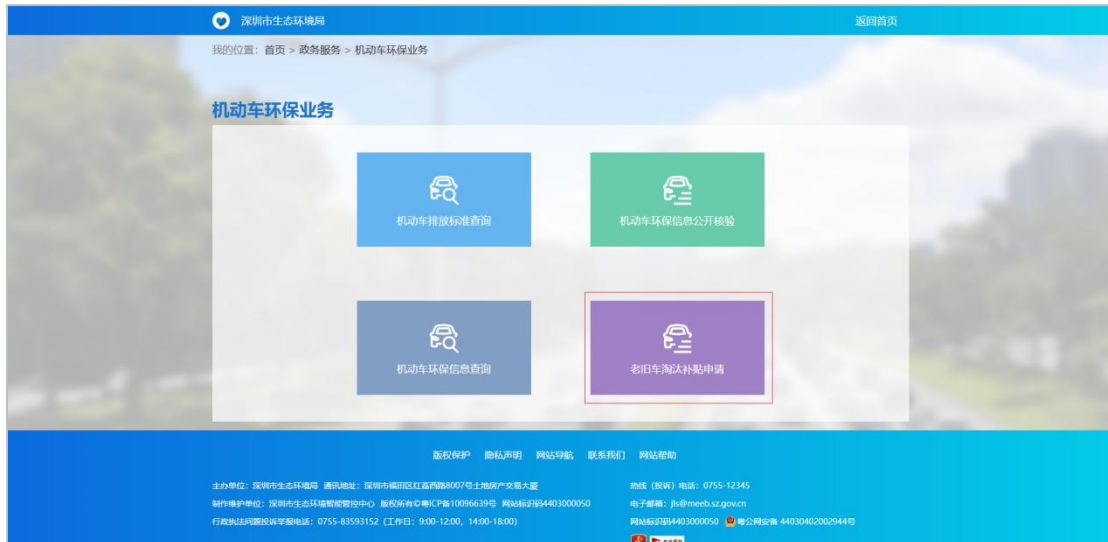 深圳市生态环境局
返回首页
我的位置：首页 > 政务服务 > 机动车环保业务
机动车环保业务
机动车排放标准查询
机动车环保信息公开核验
机动车环保信息查询
老旧车淘汰补贴申请
版权保护 隐私声明 网站导航 联系我们 网站帮助
主办单位：深圳市生态环境局 通讯地址：深圳市福田区红荔西路8007号土地房产交易大厦
热线（投诉）电话：0755-12345
制作维护单位：深圳市生态环境智能管控中心 版权所有©粤ICP备10096639号 网站标识码4403000050
电子邮箱：jls@meeb.sz.gov.cn
行政执法问题投诉举报电话：0755-83593152（工作日：9:00-12:00，14:00-18:00）
网站标识码4403000050 粤公网安备 44030402002944号